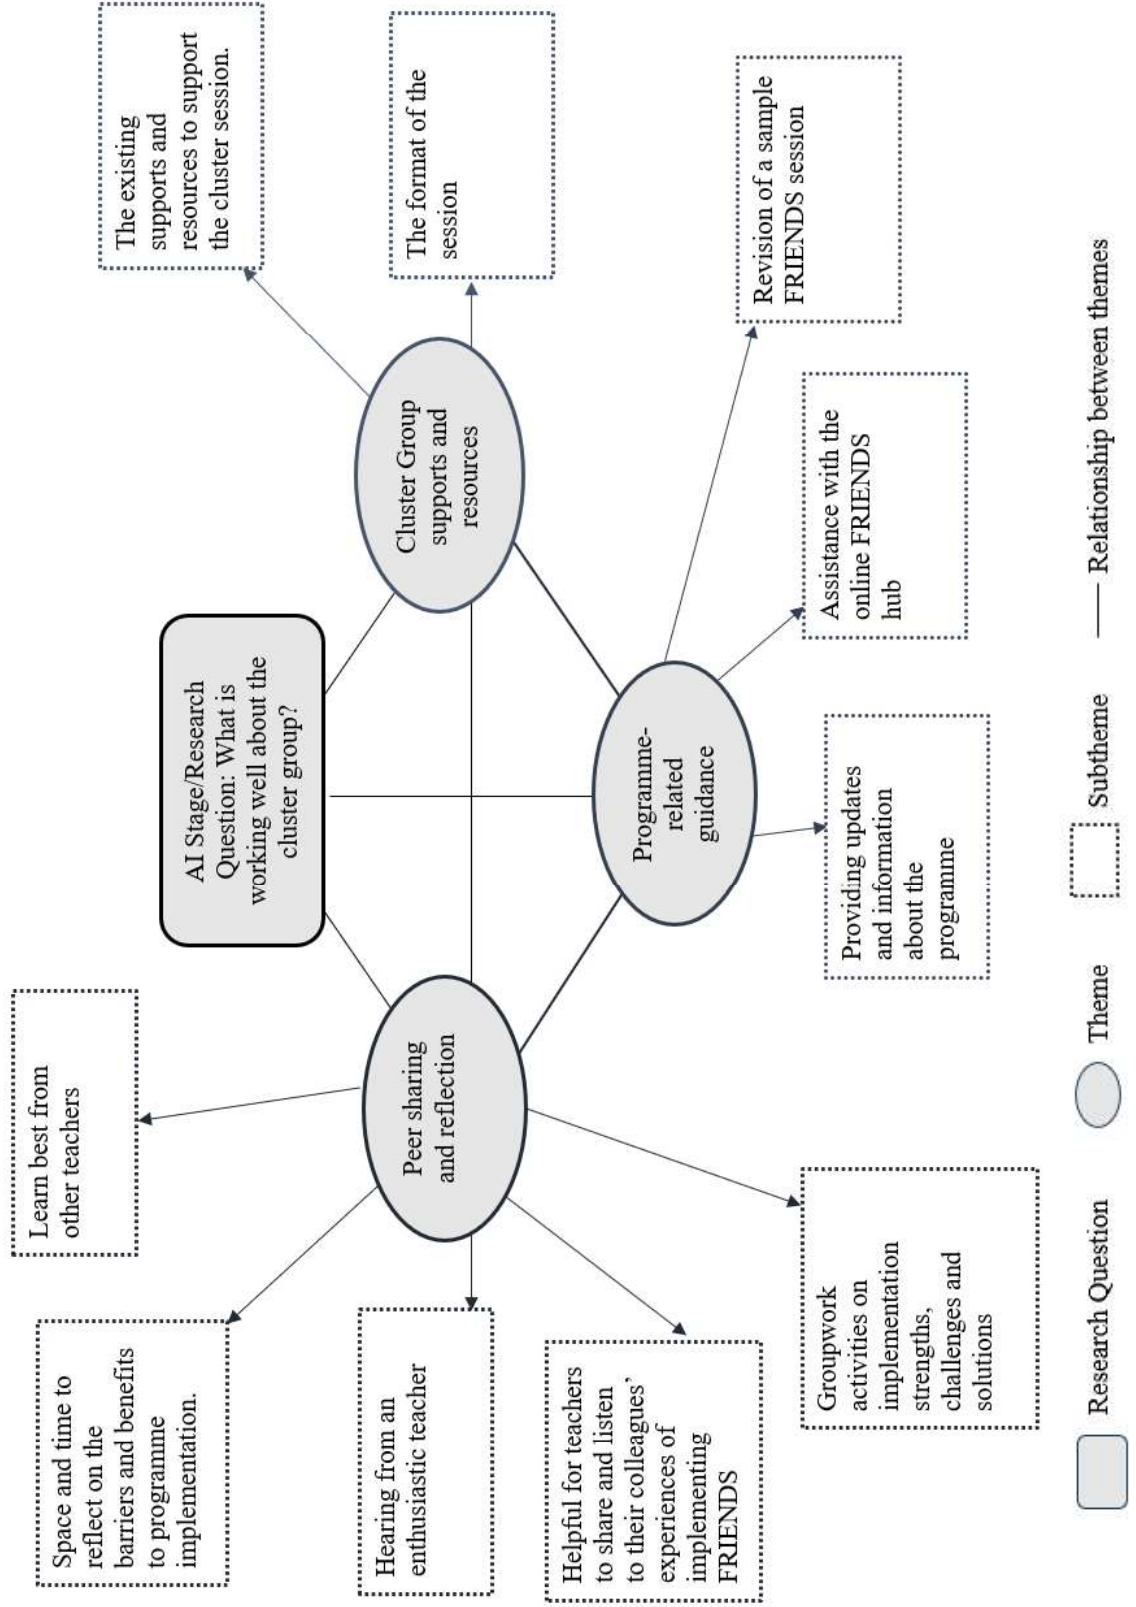 AI Stage/Research
Question: What is
working well about the
cluster group?
Learn best from
other teachers
Space and time to
reflect on the
barriers and benefits
to programme
implementation.
Hearing from an
enthusiastic teacher
Helpful for teachers
to share and listen
to their colleagues’
experiences of
implementing
FRIENDS
Groupwork
activities on
implementation
strengths,
challenges and
solutions
Peer sharing
and reflection
Programme-
related
guidance
Providing updates
and information
about the
programme
Assistance with the
online FRIENDS
hub
Revision of a sample
FRIENDS session
Cluster Group
supports and
resources
The existing
supports and
resources to support
the cluster session.
The format of the
session
Research Question
Theme
Subtheme
Relationship between themes